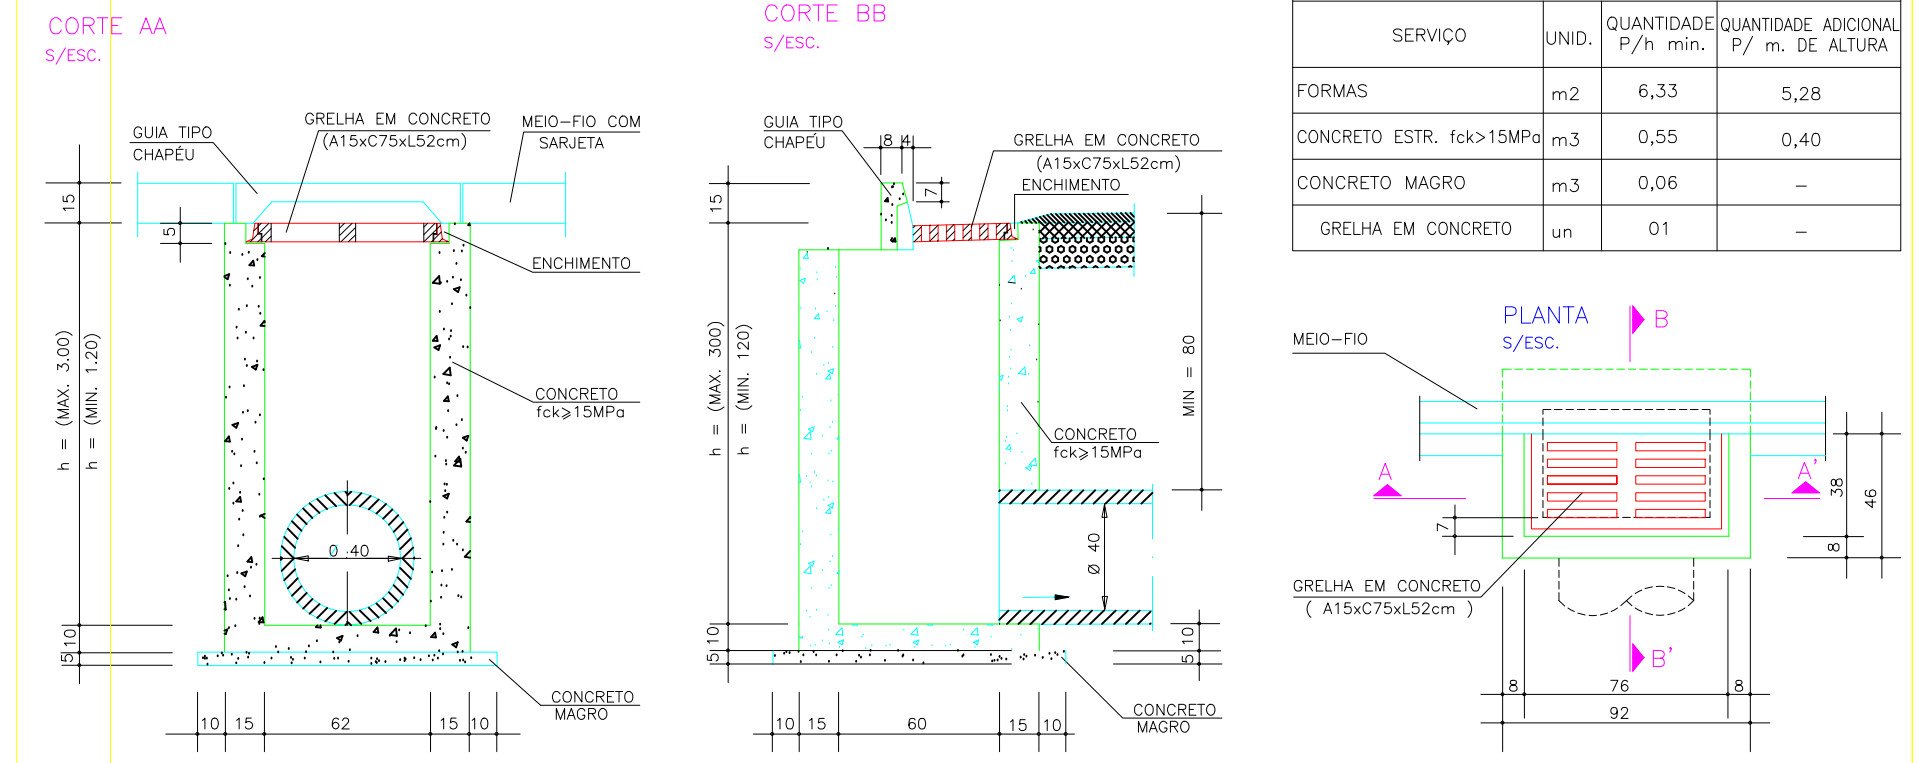 CORTE AA
S/ESC.
GUIA TIPO
CHAPÉU
GRELHA EM CONCRETO
(A15xC75xL52cm)
MEIO-FIO COM
SARJETA
15
5
ENCHIMENTO
h = (MAX. 3.00)
h = (MIN. 1.20)
CONCRETO
fck⩾15MPa
Ø 40
10
5
CONCRETO
MAGRO
10
15
62
15
10
CORTE BB
S/ESC.
GUIA TIPO
CHAPÉU
8
4
GRELHA EM CONCRETO
(A15xC75xL52cm)
ENCHIMENTO
7
15
h = (MAX. 300)
h = (MIN. 120)
MIN = 80
CONCRETO
fck⩾15MPa
Ø 40
10
5
10
5
CONCRETO
MAGRO
10
15
60
15
10
SERVIÇO UNID. QUANTIDADE P/h min. QUANTIDADE ADICIONAL P/ m. DE ALTURA
FORMAS m2 6,33 5,28
CONCRETO ESTR. fck>15MPa m3 0,55 0,40
CONCRETO MAGRO m3 0,06 –
GRELHA EM CONCRETO un 01 –
PLANTA
S/ESC.
B
MEIO-FIO
A
A'
38
46
7
8
GRELHA EM CONCRETO
( A15xC75xL52cm )
B'
8
76
8
92